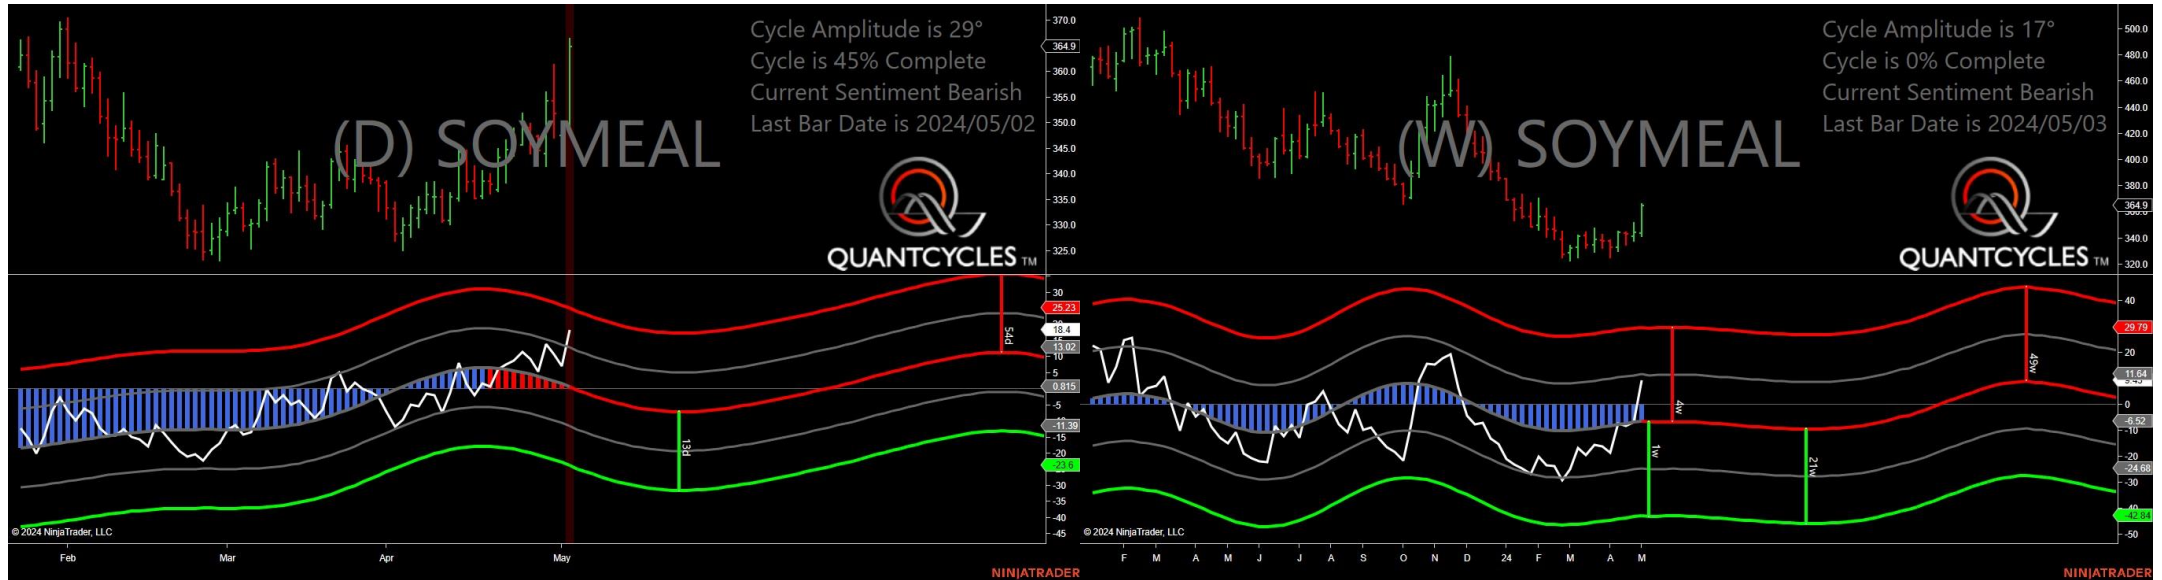 Cycle Amplitude is 29°
Cycle is 45% Complete
Current Sentiment Bearish
Last Bar Date is 2024/05/02
(D) SOYMEAL
QUANTCYCLES TM
370.0
364.9
360.0
355.0
350.0
345.0
340.0
335.0
330.0
325.0
30
25.23
18.4
13.02
10
5
0.815
-5
-11.39
-15
-23.6
-30
-35
-40
-45
54d
13d
© 2024 NinjaTrader, LLC
Feb Mar Apr May
NINJATRADER
Cycle Amplitude is 17°
Cycle is 0% Complete
Current Sentiment Bearish
Last Bar Date is 2024/05/03
(W) SOYMEAL
QUANTCYCLES TM
500.0
480.0
460.0
440.0
420.0
400.0
380.0
364.9
340.0
320.0
40
29.79
20
11.64
0
-6.52
-10
-20
-24.68
-30
-42.84
-50
4w
1w
21w
49w
© 2024 NinjaTrader, LLC
F M A M J J A S O N D 24 F M A M
NINJATRADER